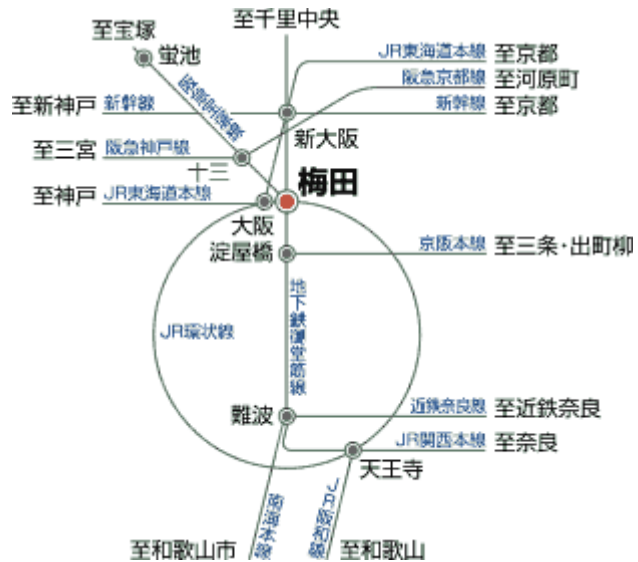 至千里中央
至宝塚
蛍池
JR東海道本線 至京都
阪急京都線 至河原町
阪急宝塚線
至新神戸 新幹線
新幹線 至京都
新大阪
至三宮 阪急神戸線
十三
梅田
至神戸 JR東海道本線
大阪
淀屋橋
京阪本線 至三条・出町柳
地下鉄御堂筋線
JR環状線
難波
近鉄奈良線 至近鉄奈良
JR関西本線 至奈良
天王寺
南海本線
JR阪和線
至和歌山市
至和歌山